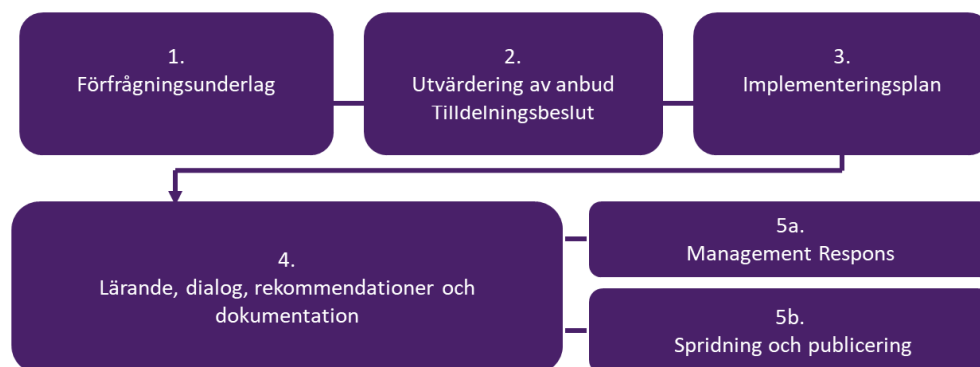 1.
Förfrågningsunderlag
2.
Utvärdering av anbud
Tilldelningsbeslut
3.
Implementeringsplan
4.
Lärande, dialog, rekommendationer och
dokumentation
5a.
Management Respons
5b.
Spridning och publicering